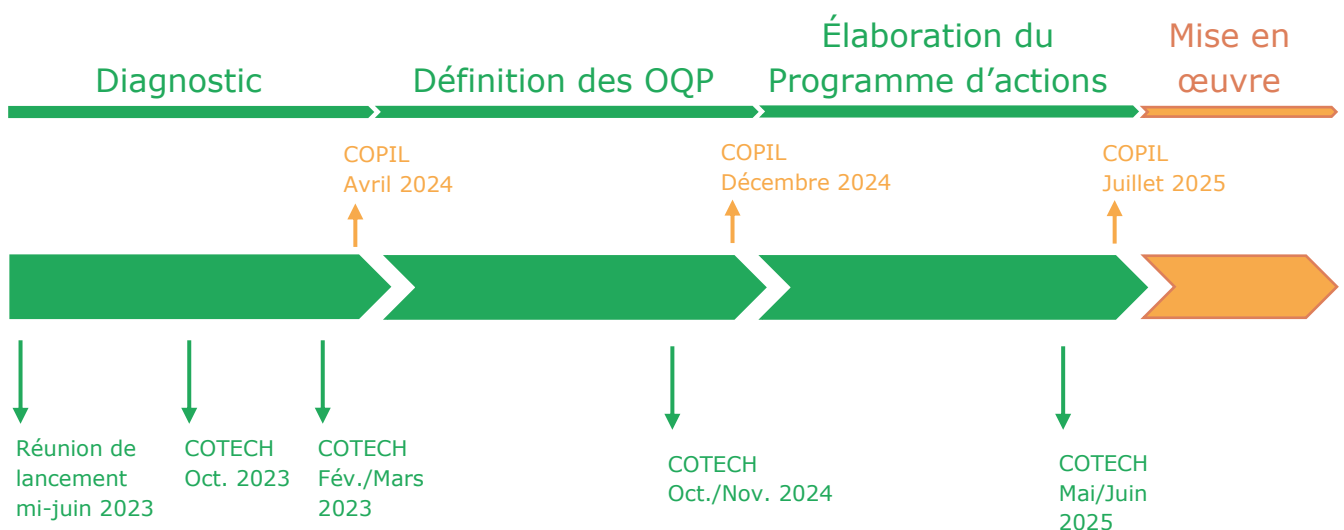 Diagnostic
Définition des OQP
Élaboration du
Programme d’actions
Mise en
œuvre
COPIL
Avril 2024
COPIL
Décembre 2024
COPIL
Juillet 2025
Réunion de
lancement
mi-juin 2023
COTECH
Oct. 2023
COTECH
Fév./Mars
2023
COTECH
Oct./Nov. 2024
COTECH
Mai/Juin
2025